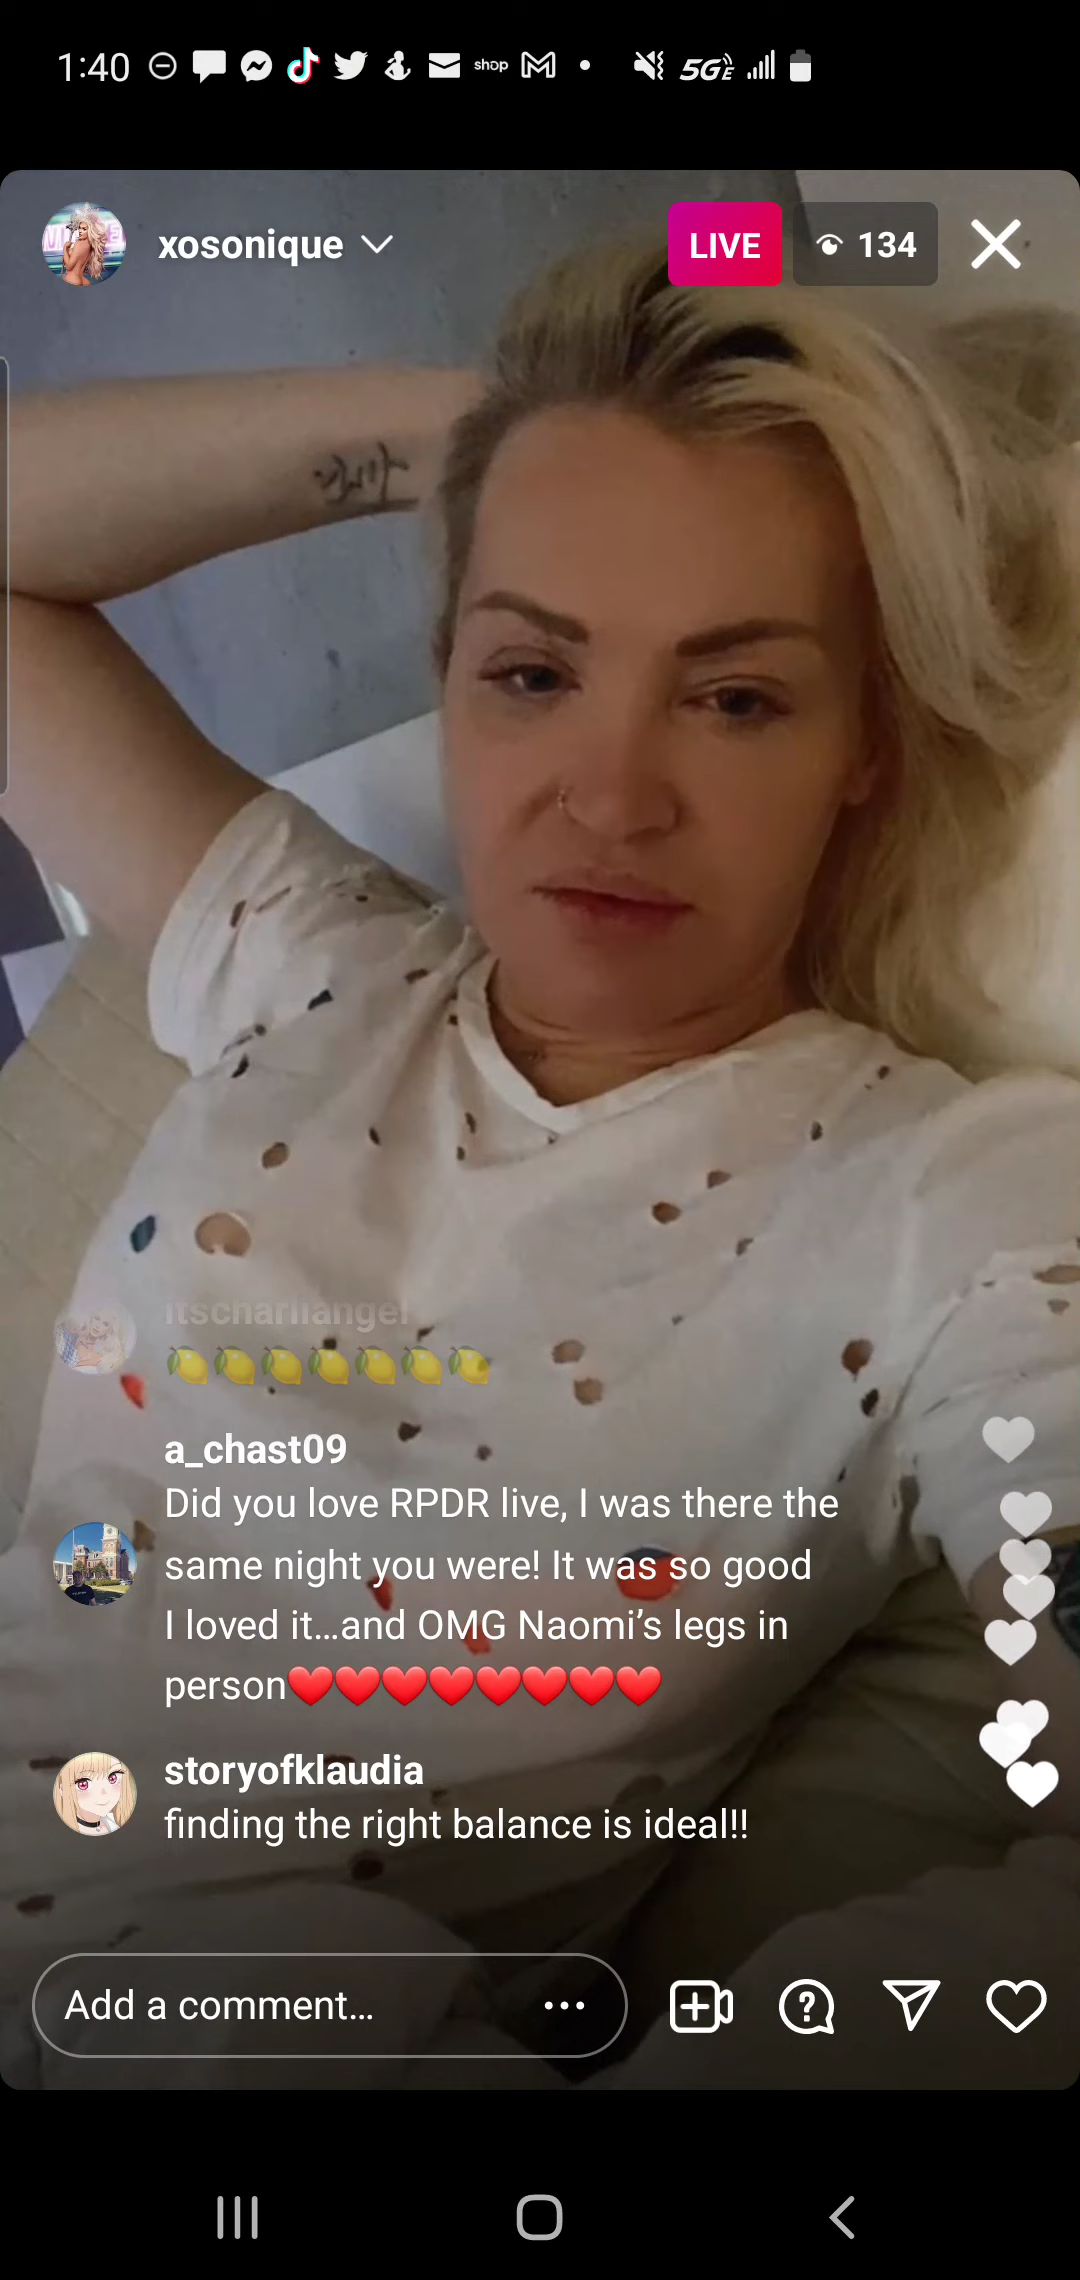 1:40
shop
5GE
xosonique
LIVE
134
itscharliangel
🍋🍋🍋🍋🍋🍋🍋
a_chast09
Did you love RPDR live, I was there the
same night you were! It was so good
I loved it...and OMG Naomi’s legs in
person❤️❤️❤️❤️❤️❤️❤️❤️
storyofklaudia
finding the right balance is ideal!!
Add a comment...